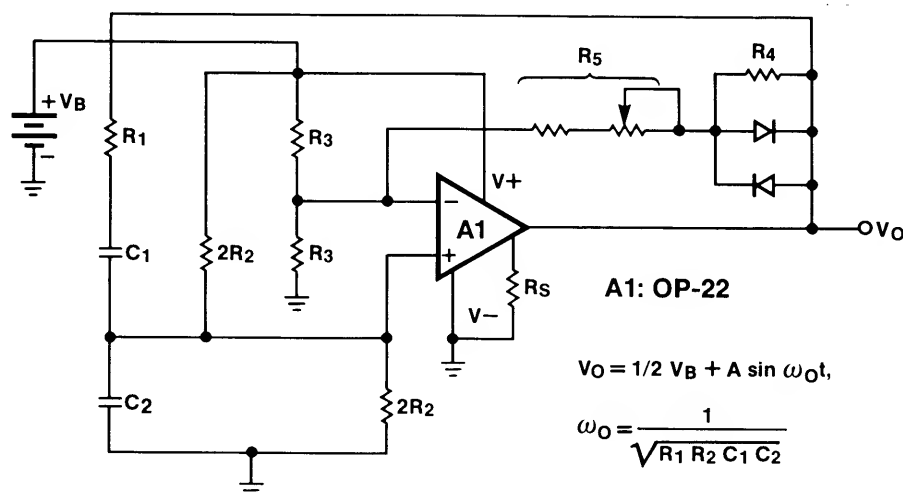 + VB
−
R1
C1
C2
2R2
R3
R3
2R2
R5
R4
V+
−
A1
+
V−
RS
VO
A1: OP-22
VO = 1/2 VB + A sin ωOt,
ωO = 1 / √R1 R2 C1 C2